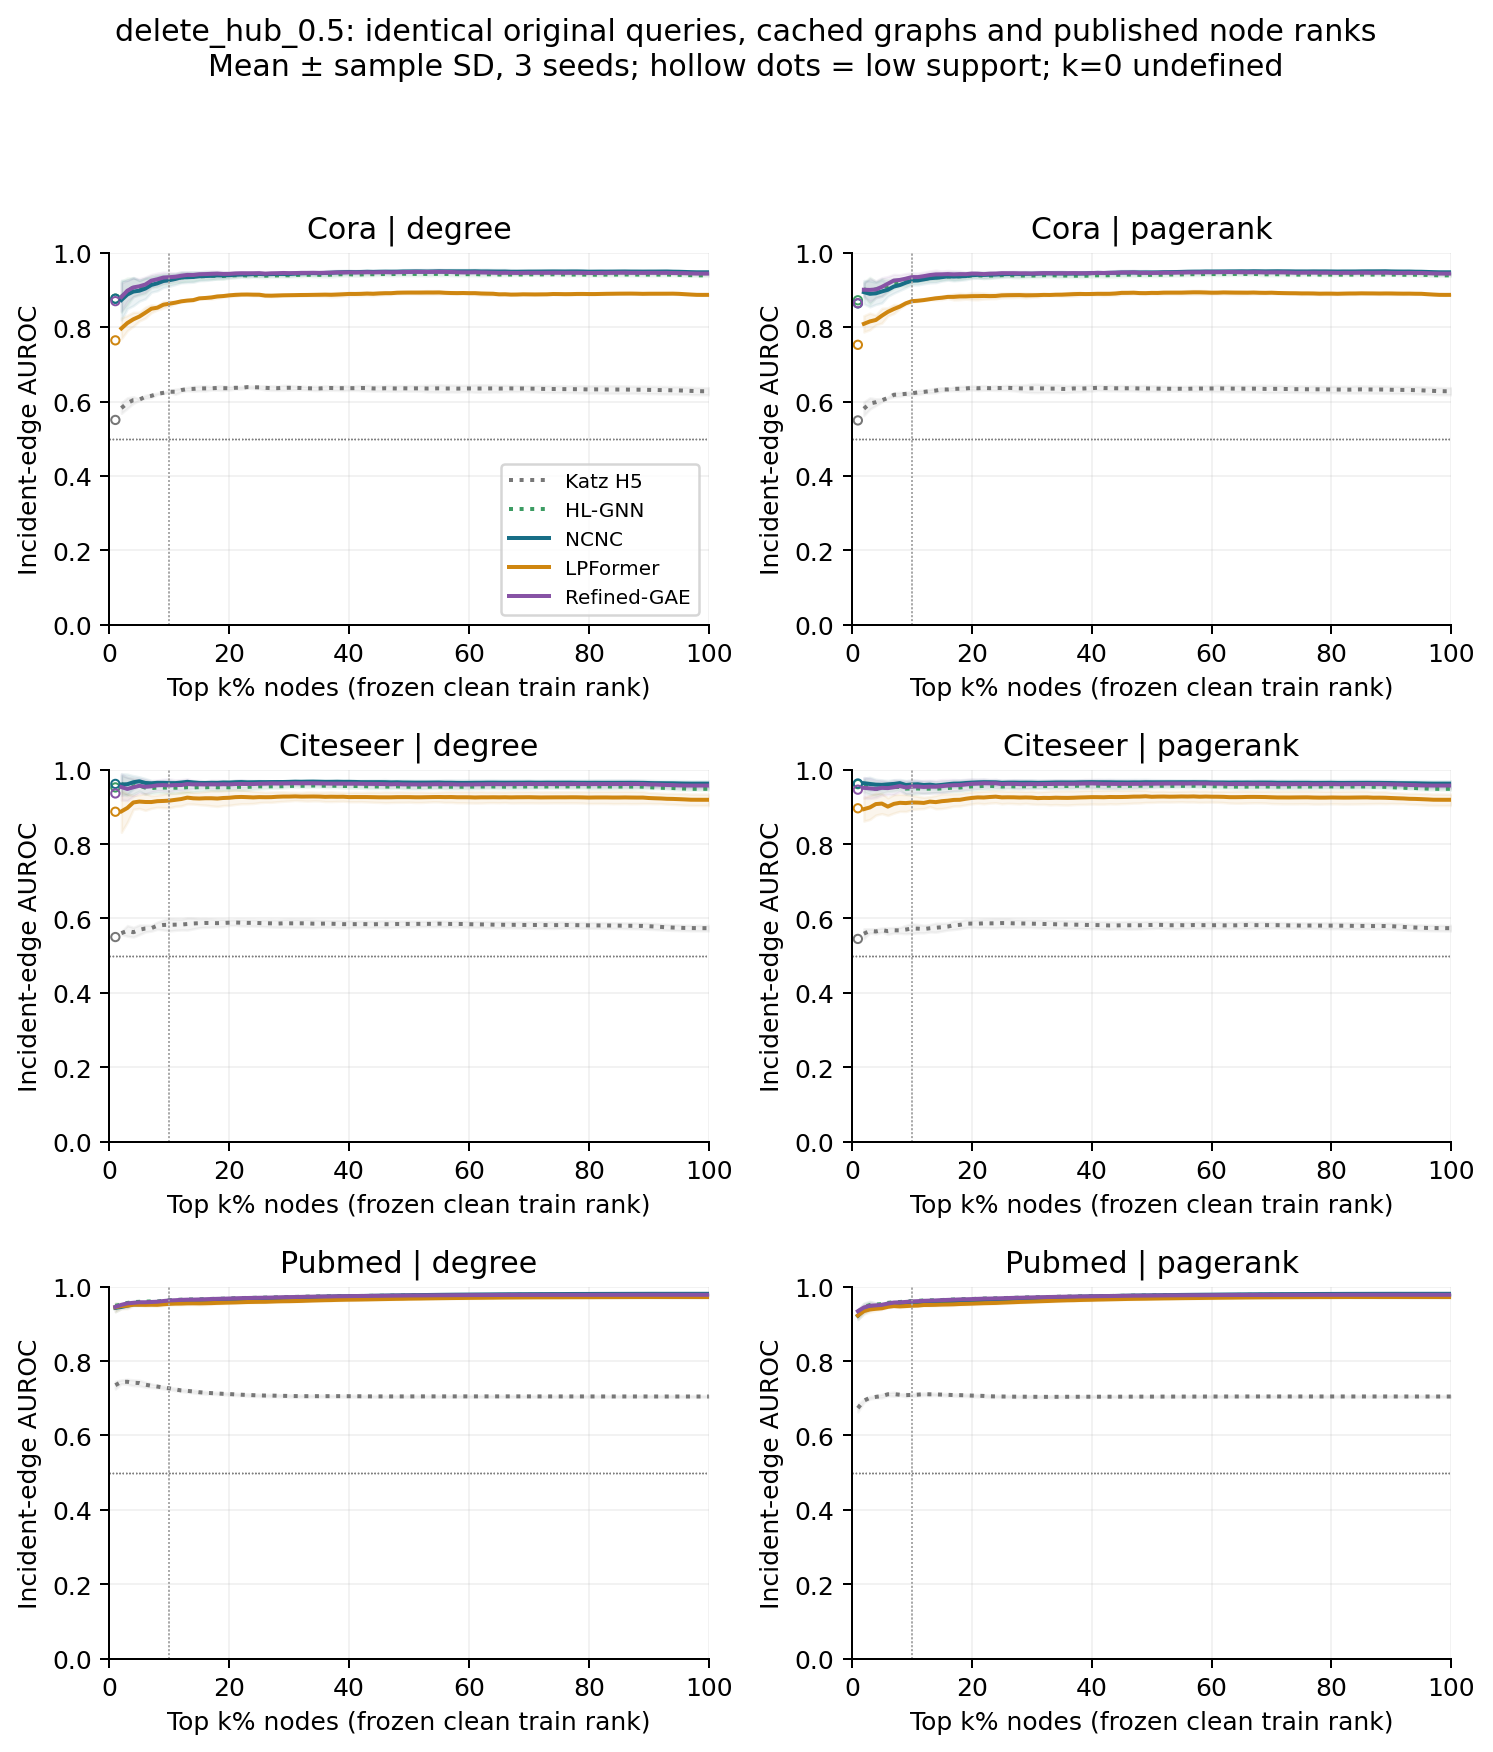 delete_hub_0.5: identical original queries, cached graphs and published node ranks
Mean ± sample SD, 3 seeds; hollow dots = low support; k=0 undefined
Cora | degree
Incident-edge AUROC
1.0
0.8
0.6
0.4
0.2
0.0
Katz H5
HL-GNN
NCNC
LPFormer
Refined-GAE
0 20 40 60 80 100
Top k% nodes (frozen clean train rank)
Cora | pagerank
Incident-edge AUROC
1.0
0.8
0.6
0.4
0.2
0.0
0 20 40 60 80 100
Top k% nodes (frozen clean train rank)
Citeseer | degree
Incident-edge AUROC
1.0
0.8
0.6
0.4
0.2
0.0
0 20 40 60 80 100
Top k% nodes (frozen clean train rank)
Citeseer | pagerank
Incident-edge AUROC
1.0
0.8
0.6
0.4
0.2
0.0
0 20 40 60 80 100
Top k% nodes (frozen clean train rank)
Pubmed | degree
Incident-edge AUROC
1.0
0.8
0.6
0.4
0.2
0.0
0 20 40 60 80 100
Top k% nodes (frozen clean train rank)
Pubmed | pagerank
Incident-edge AUROC
1.0
0.8
0.6
0.4
0.2
0.0
0 20 40 60 80 100
Top k% nodes (frozen clean train rank)